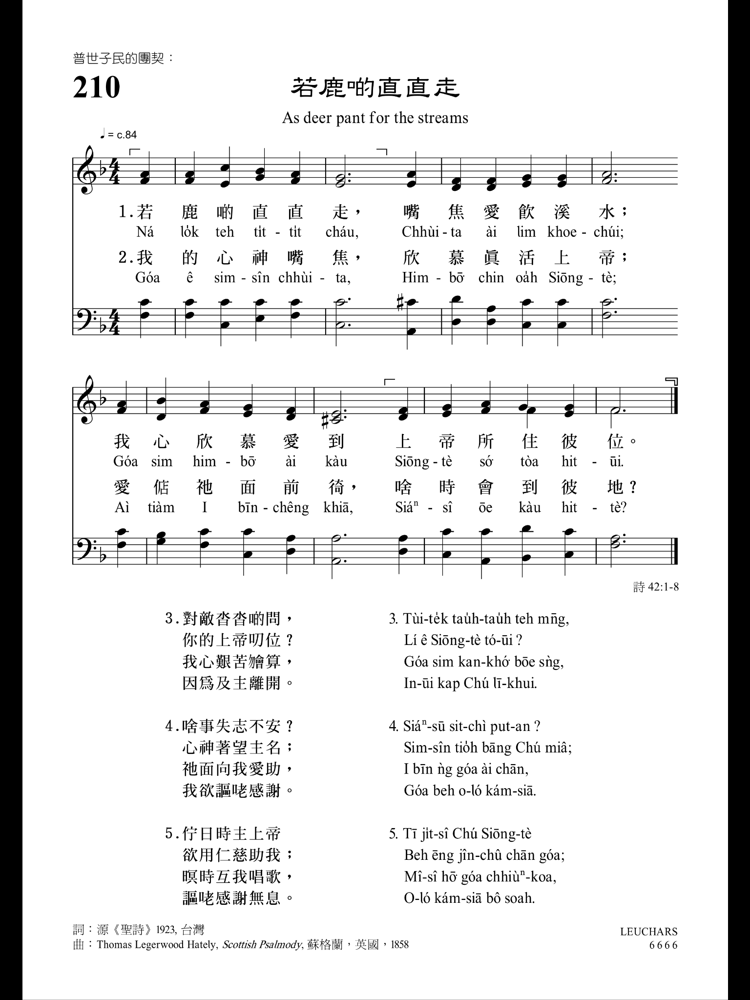 普世子民的團契：
210
若鹿啲直直走
As deer pant for the streams
♩ = c.84
1.若 鹿 啲 直 直 走， 嘴 焦 愛 飲 溪 水；
Ná lo̍k teh ti̍t - ti̍t cháu, Chhùi - ta ài lim khoe - chúi;
2.我 的 心 神 嘴 焦， 欣 慕 眞 活 上 帝；
Góa ê sim - sîn chhùi - ta, Him - bō͘ chin oa̍h Siōng - tè;
我 心 欣 慕 愛 到 上 帝 所 住 彼 位。
Góa sim him - bō͘ ài kàu Siōng - tè só͘ tòa hit - ūi.
愛 惦 祂 面 前 徛， 啥 時 會 到 彼 地？
Aì tiàm I bīn - chêng khiā, Siáⁿ - sî ōe kàu hit - tè?
詩 42:1-8
3.對敵沓沓啲問，
你的上帝叨位？
我心艱苦𣍐算，
因爲及主離開。
3. Tùi-te̍k tau̍h-tau̍h teh mn̄g,
Lí ê Siōng-tè tó-ūi ?
Góa sim kan-khó͘ bōe sǹg,
In-ūi kap Chú lī-khui.
4.啥事失志不安？
心神著望主名；
祂面向我愛助，
我欲謳咾感謝。
4. Siáⁿ-sū sit-chì put-an ?
Sim-sîn tio̍h bāng Chú miâ;
I bīn ǹg góa ài chān,
Góa beh o-ló kám-siā.
5.佇日時主上帝
欲用仁慈助我；
暝時互我唱歌，
謳咾感謝無息。
5. Tī ji̍t-sî Chú Siōng-tè
Beh ēng jîn-chû chān góa;
Mî-sî hō͘ góa chhiùⁿ-koa,
O-ló kám-siā bô soah.
詞：源《聖詩》1923, 台灣
曲：Thomas Legerwood Hately, Scottish Psalmody, 蘇格蘭，英國，1858
LEUCHARS
6 6 6 6